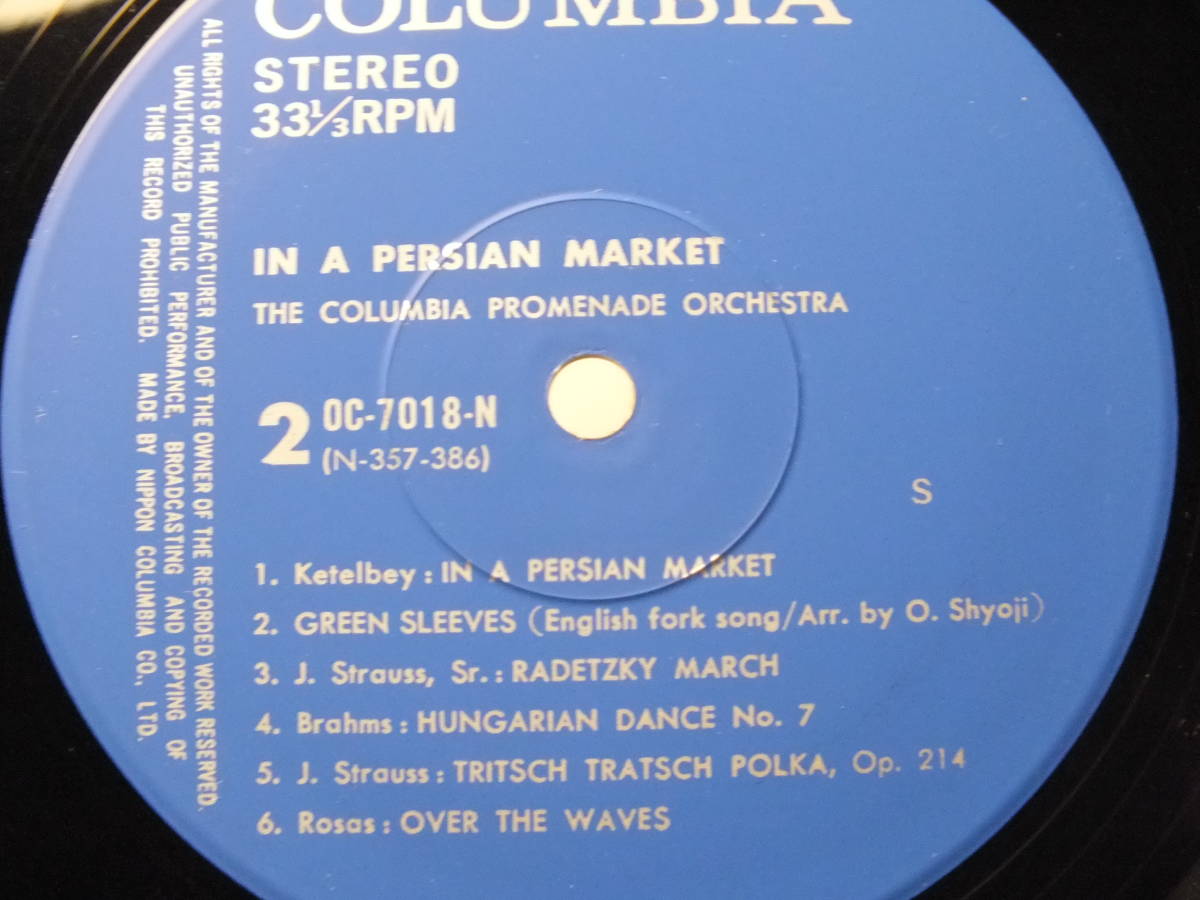 COLUMBIA
STEREO
33⅓RPM
IN A PERSIAN MARKET
THE COLUMBIA PROMENADE ORCHESTRA
2 OC-7018-N
(N-357-386)
S
1. Ketelbey : IN A PERSIAN MARKET
2. GREEN SLEEVES (English fork song/Arr. by O. Shyoji)
3. J. Strauss, Sr. : RADETZKY MARCH
4. Brahms : HUNGARIAN DANCE No. 7
5. J. Strauss : TRITSCH TRATSCH POLKA, Op. 214
6. Rosas : OVER THE WAVES
ALL RIGHTS OF THE MANUFACTURER AND OF THE OWNER OF THE RECORDED WORK RESERVED.
UNAUTHORIZED PUBLIC PERFORMANCE, BROADCASTING AND COPYING OF
THIS RECORD PROHIBITED. MADE BY NIPPON COLUMBIA CO., LTD.